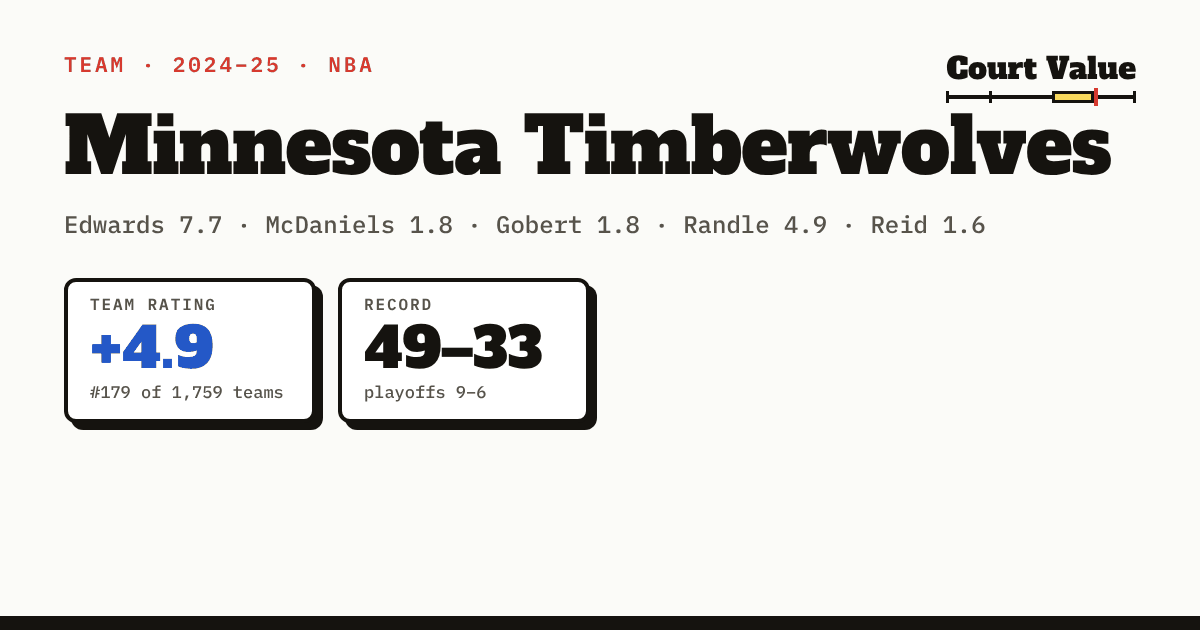 TEAM · 2024–25 · NBA
Court Value
Minnesota Timberwolves
Edwards 7.7 · McDaniels 1.8 · Gobert 1.8 · Randle 4.9 · Reid 1.6
TEAM RATING
+4.9
#179 of 1,759 teams
RECORD
49–33
playoffs 9–6